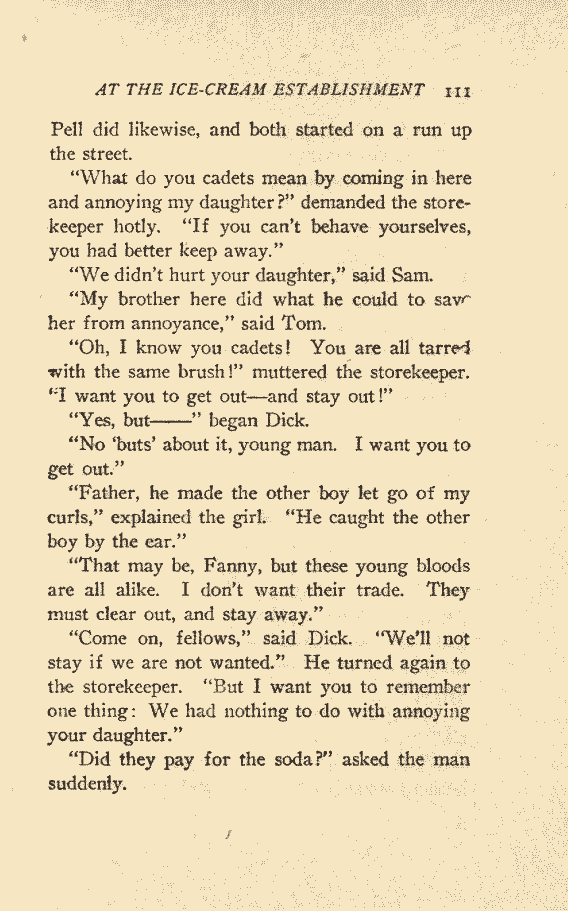 AT THE ICE-CREAM ESTABLISHMENT 111
Pell did likewise, and both started on a run up
the street.
“What do you cadets mean by coming in here
and annoying my daughter?” demanded the store-
keeper hotly. “If you can’t behave yourselves,
you had better keep away.”
“We didn’t hurt your daughter,” said Sam.
“My brother here did what he could to save
her from annoyance,” said Tom.
“Oh, I know you cadets! You are all tarred
with the same brush!” muttered the storekeeper.
“I want you to get out—and stay out!”
“Yes, but——” began Dick.
“No ‘buts’ about it, young man. I want you to
get out.”
“Father, he made the other boy let go of my
curls,” explained the girl. “He caught the other
boy by the ear.”
“That may be, Fanny, but these young bloods
are all alike. I don’t want their trade. They
must clear out, and stay away.”
“Come on, fellows,” said Dick. “We’ll not
stay if we are not wanted.” He turned again to
the storekeeper. “But I want you to remember
one thing: We had nothing to do with annoying
your daughter.”
“Did they pay for the soda?” asked the man
suddenly.